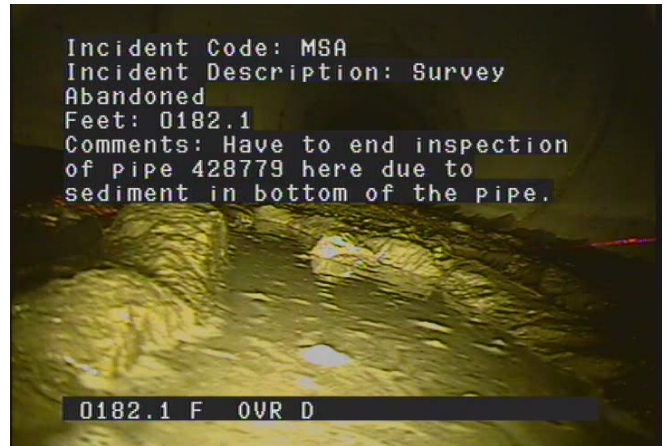 Incident Code: MSA
Incident Description: Survey
Abandoned
Feet: 0182.1
Comments: Have to end inspection
of pipe 428779 here due to
sediment in bottom of the pipe.
0182.1 F OVR D